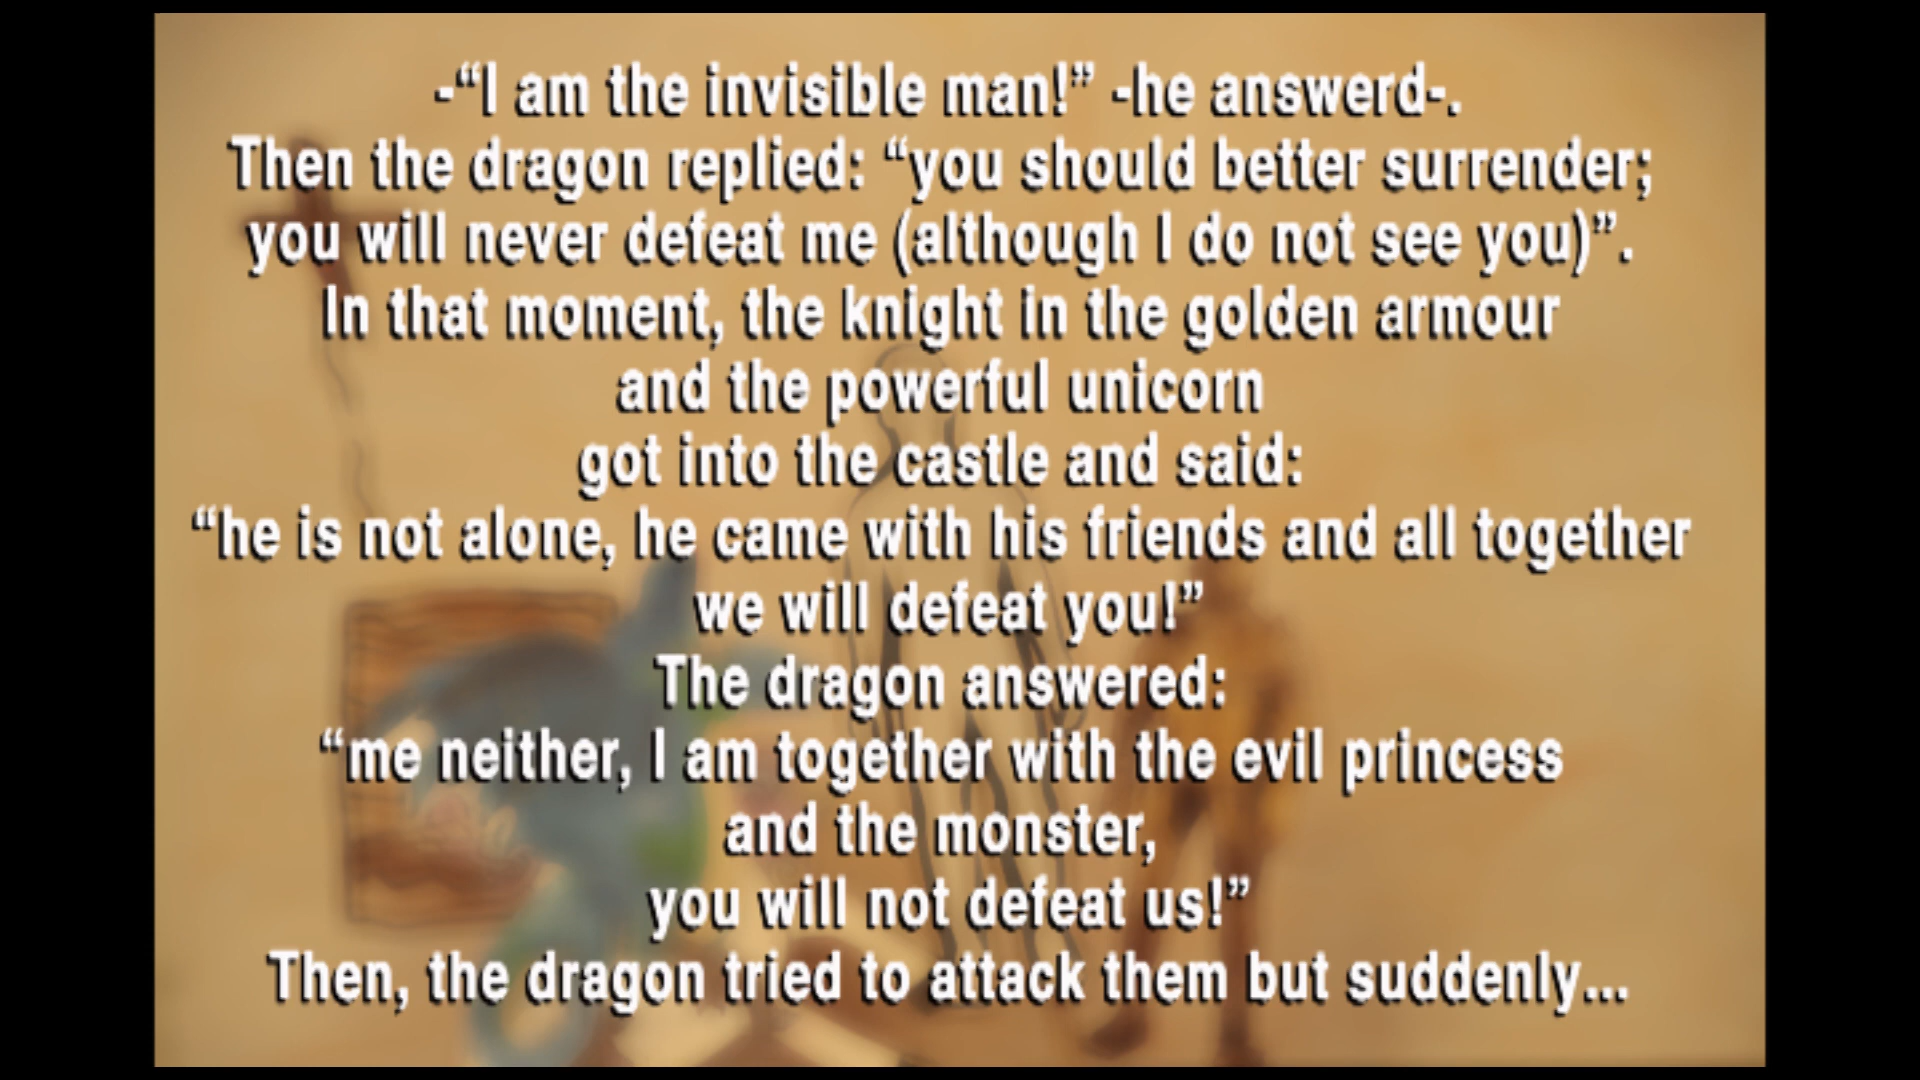 -“I am the invisible man!” -he answerd-.
Then the dragon replied: “you should better surrender;
you will never defeat me (although I do not see you)”.
In that moment, the knight in the golden armour
and the powerful unicorn
got into the castle and said:
“he is not alone, he came with his friends and all together
we will defeat you!”
The dragon answered:
“me neither, I am together with the evil princess
and the monster,
you will not defeat us!”
Then, the dragon tried to attack them but suddenly...